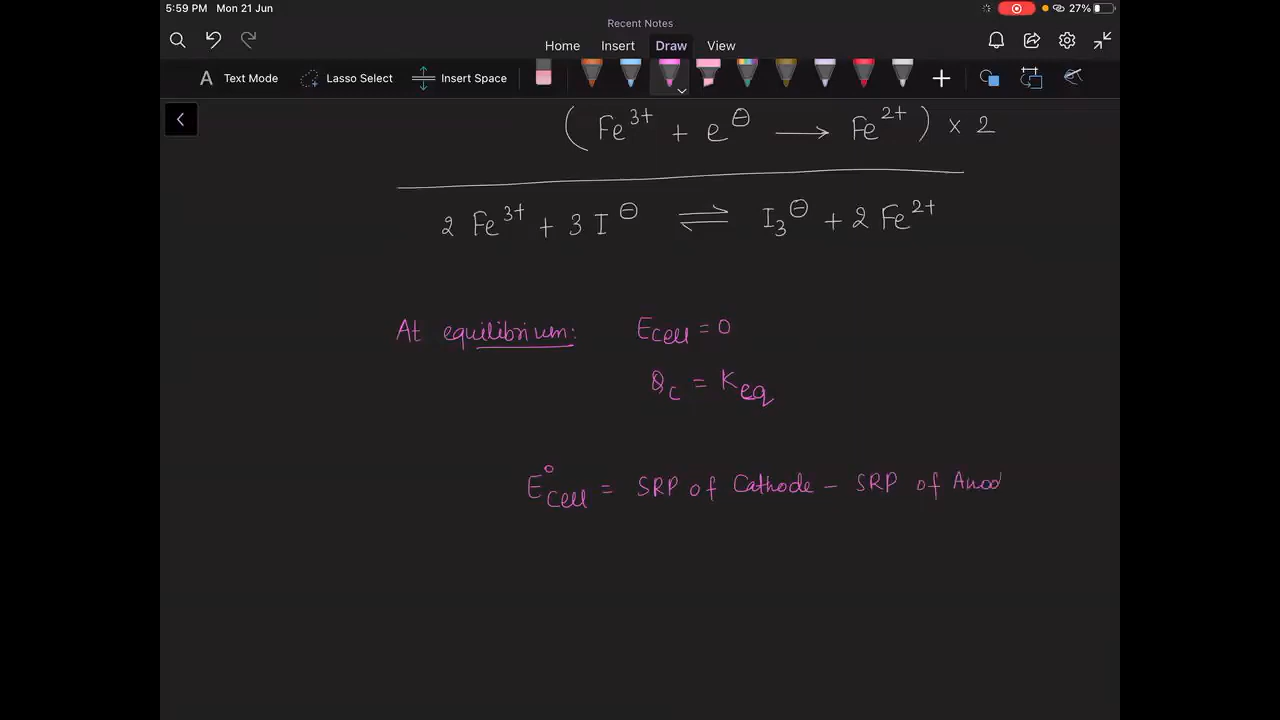 5:59 PM Mon 21 Jun
27%
Recent Notes
Home Insert Draw View
A Text Mode Lasso Select Insert Space
(Fe³⁺ + e⊖ ⟶ Fe²⁺) × 2
2 Fe³⁺ + 3 I⊖ ⇌ I₃⊖ + 2 Fe²⁺
At equilibrium: Ecell = 0
Qc = Keq
E°cell = SRP of Cathode - SRP of Anod